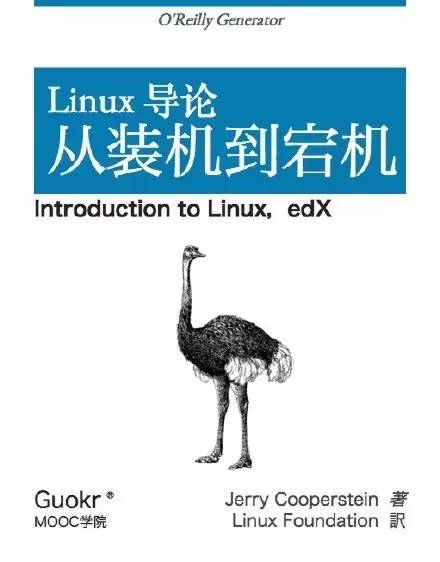 O'Reilly Generator
Linux 导论
从装机到宕机
Introduction to Linux, edX
Guokr ®
MOOC学院
Jerry Cooperstein 著
Linux Foundation 訳